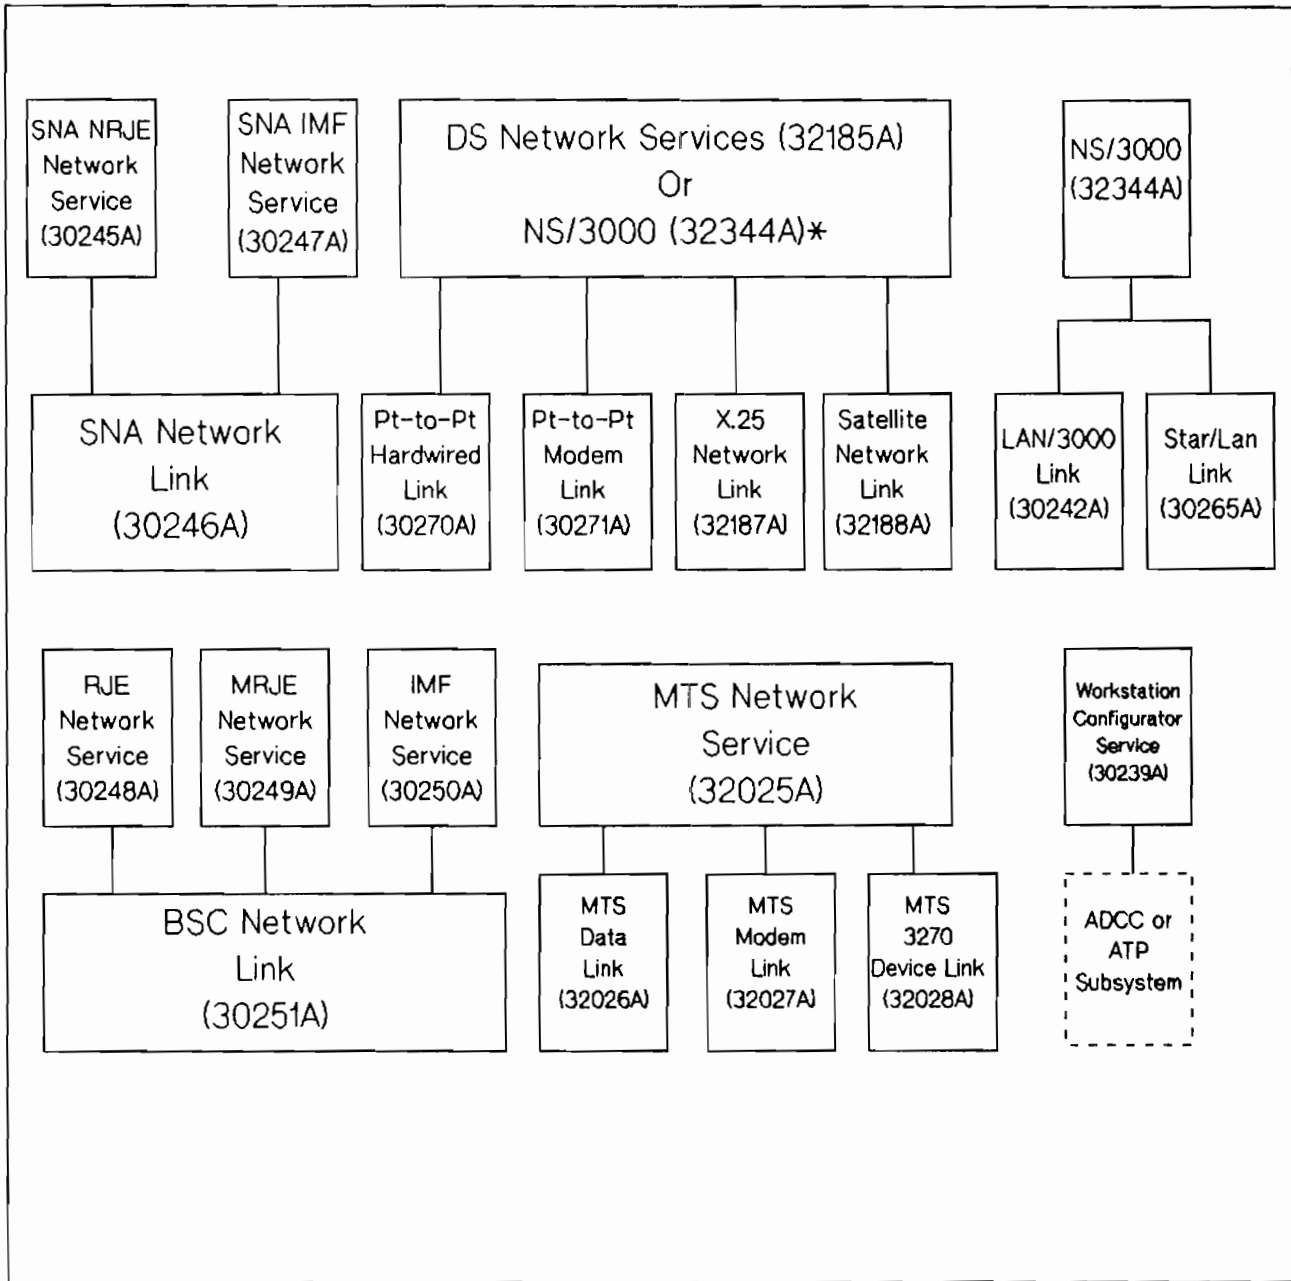 SNA NRJE
Network
Service
(30245A)
SNA IMF
Network
Service
(30247A)
DS Network Services (32185A)
Or
NS/3000 (32344A)*
NS/3000
(32344A)
SNA Network
Link
(30246A)
Pt-to-Pt
Hardwired
Link
(30270A)
Pt-to-Pt
Modem
Link
(30271A)
X.25
Network
Link
(32187A)
Satellite
Network
Link
(32188A)
LAN/3000
Link
(30242A)
Star/Lan
Link
(30265A)
RJE
Network
Service
(30248A)
MRJE
Network
Service
(30249A)
IMF
Network
Service
(30250A)
MTS Network
Service
(32025A)
Workstation
Configurator
Service
(30239A)
BSC Network
Link
(30251A)
MTS
Data
Link
(32026A)
MTS
Modem
Link
(32027A)
MTS
3270
Device Link
(32028A)
ADCC or
ATP
Subsystem